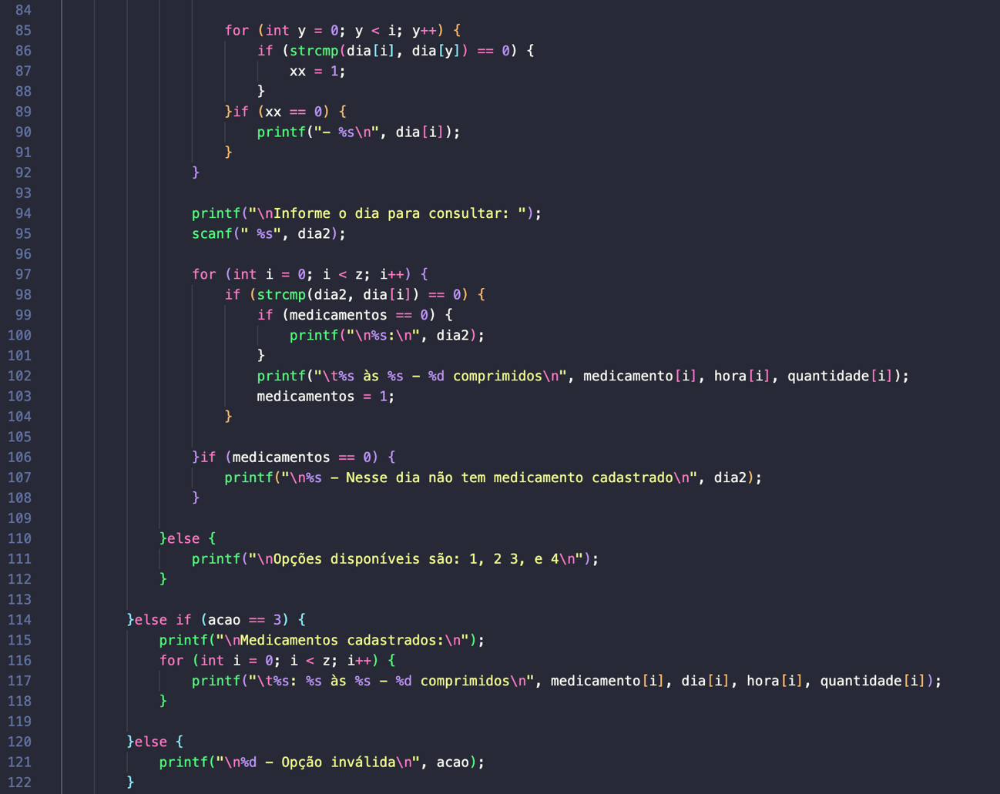 84
85 for (int y = 0; y < i; y++) {
86 if (strcmp(dia[i], dia[y]) == 0) {
87 xx = 1;
88 }
89 }if (xx == 0) {
90 printf("- %s\n", dia[i]);
91 }
92 }
93
94 printf("\nInforme o dia para consultar: ");
95 scanf(" %s", dia2);
96
97 for (int i = 0; i < z; i++) {
98 if (strcmp(dia2, dia[i]) == 0) {
99 if (medicamentos == 0) {
100 printf("\n%s:\n", dia2);
101 }
102 printf("\t%s às %s - %d comprimidos\n", medicamento[i], hora[i], quantidade[i]);
103 medicamentos = 1;
104 }
105
106 }if (medicamentos == 0) {
107 printf("\n%s - Nesse dia não tem medicamento cadastrado\n", dia2);
108 }
109
110 }else {
111 printf("\nOpções disponíveis são: 1, 2 3, e 4\n");
112 }
113
114 }else if (acao == 3) {
115 printf("\nMedicamentos cadastrados:\n");
116 for (int i = 0; i < z; i++) {
117 printf("\t%s: %s às %s - %d comprimidos\n", medicamento[i], dia[i], hora[i], quantidade[i]);
118 }
119
120 }else {
121 printf("\n%d - Opção inválida\n", acao);
122 }